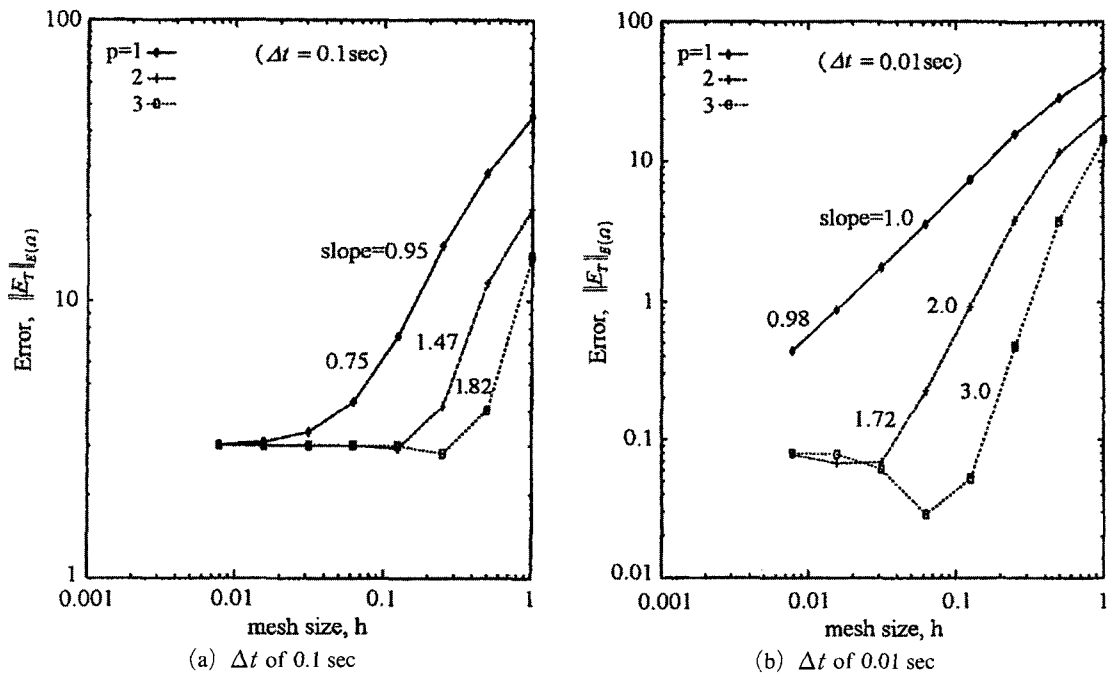 100
10
1
Error, ‖E_T‖_{E(Ω)}
p=1
2
3
(Δt = 0.1sec)
slope=0.95
0.75
1.47
1.82
0.001
0.01
0.1
1
mesh size, h
(a) Δt of 0.1 sec
100
10
1
0.1
0.01
Error, ‖E_T‖_{E(Ω)}
p=1
2
3
(Δt = 0.01sec)
slope=1.0
0.98
2.0
1.72
3.0
0.001
0.01
0.1
1
mesh size, h
(b) Δt of 0.01 sec